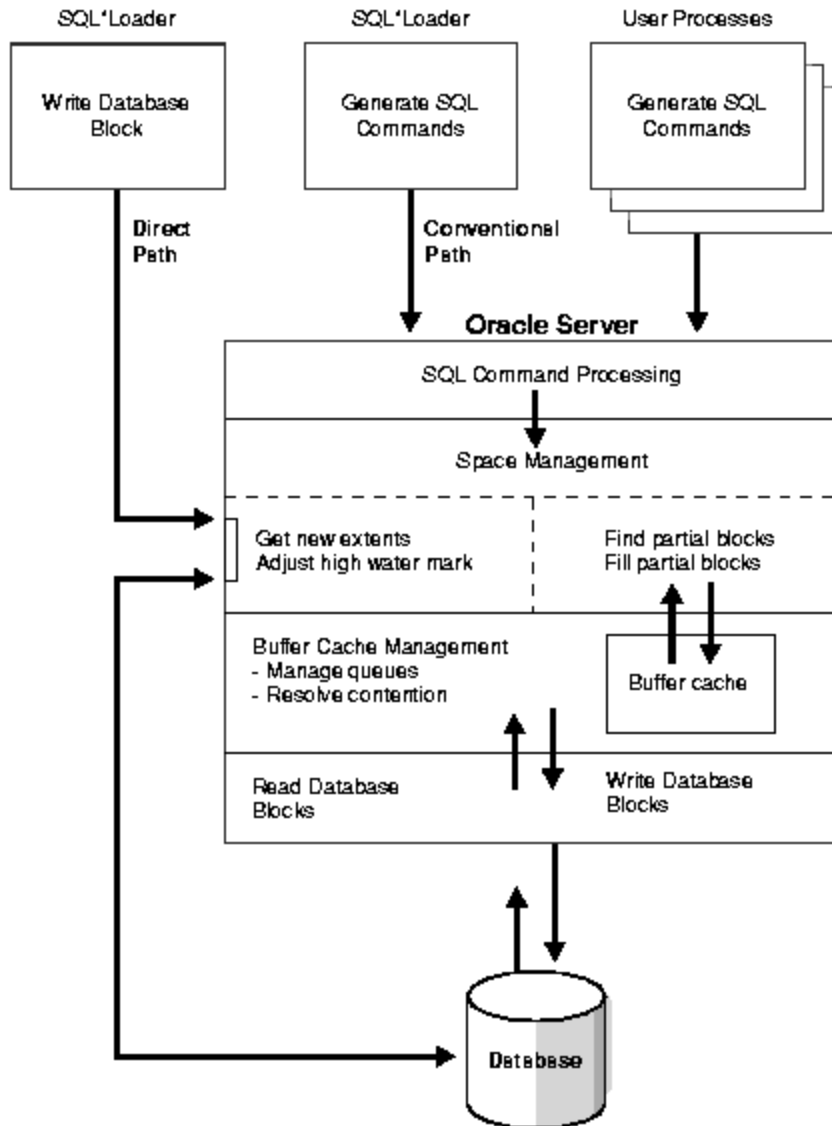 SQL*Loader
SQL*Loader
User Processes
Write Database
Block
Generate SQL
Commands
Generate SQL
Commands
Direct
Path
Conventional
Path
Oracle Server
SQL Command Processing
Space Management
Get new extents
Adjust high water mark
Find partial blocks
Fill partial blocks
Buffer Cache Management
- Manage queues
- Resolve contention
Buffer cache
Read Database
Blocks
Write Database
Blocks
Database